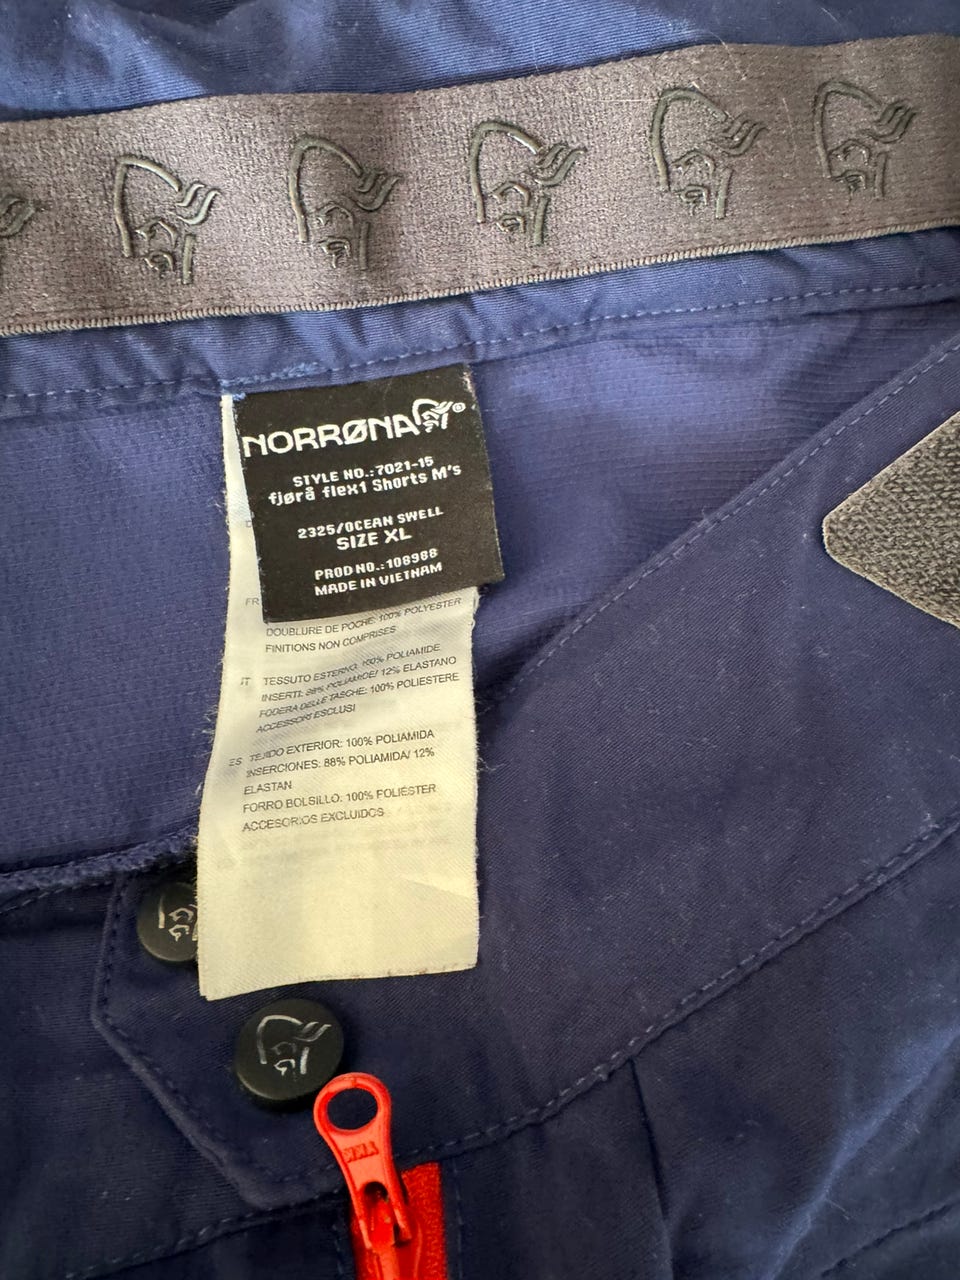 NORRØNA®
STYLE NO.:7021-15
fjørå flex1 Shorts M's
2325/OCEAN SWELL
SIZE XL
PROD NO.:108988
MADE IN VIETNAM
FR
DOUBLURE DE POCHE: 100% POLYESTER
FINITIONS NON COMPRISES
IT TESSUTO ESTERNO: 100% POLIAMIDE
INSERTI: 88% POLIAMIDE/ 12% ELASTANO
FODERA DELLE TASCHE: 100% POLIESTERE
ACCESSORI ESCLUSI
ES TEJIDO EXTERIOR: 100% POLIAMIDA
INSERCIONES: 88% POLIAMIDA/ 12%
ELASTAN
FORRO BOLSILLO: 100% POLIÉSTER
ACCESORIOS EXCLUIDOS